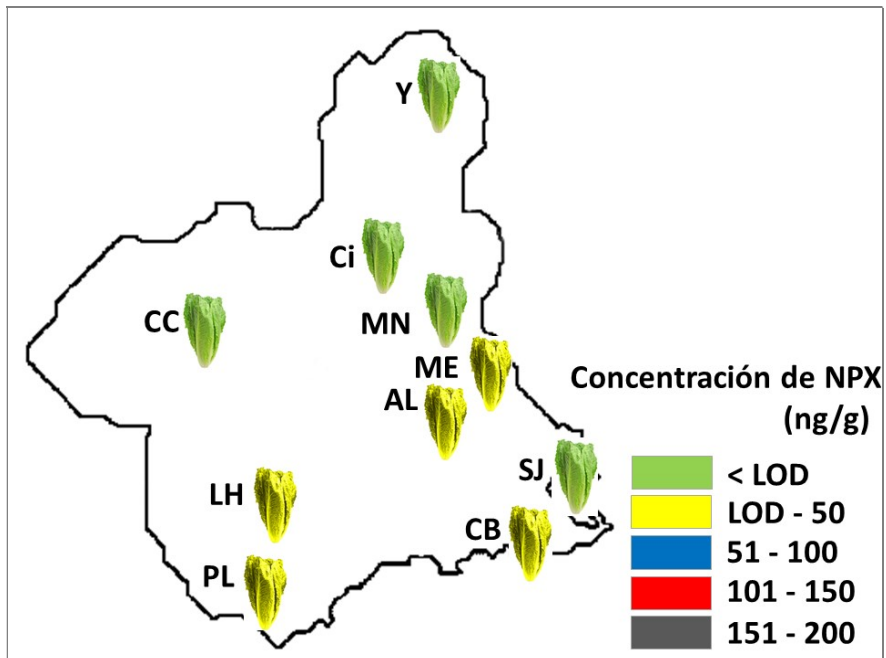 Y
Ci
CC
MN
ME
AL
LH
SJ
CB
PL
Concentración de NPX
(ng/g)
< LOD
LOD - 50
51 - 100
101 - 150
151 - 200